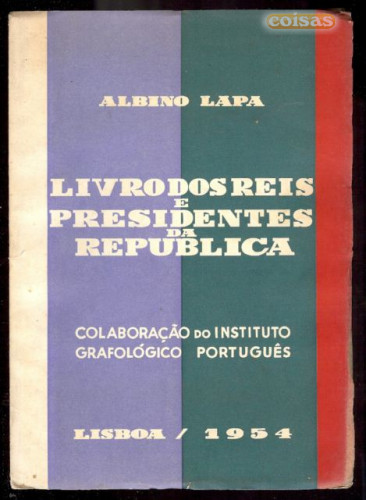 coisas
ALBINO LAPA
LIVRO DOS REIS
E
PRESIDENTES
DA
REPUBLICA
COLABORAÇÃO DO INSTITUTO
GRAFOLÓGICO PORTUGUÊS
LISBOA / 1954